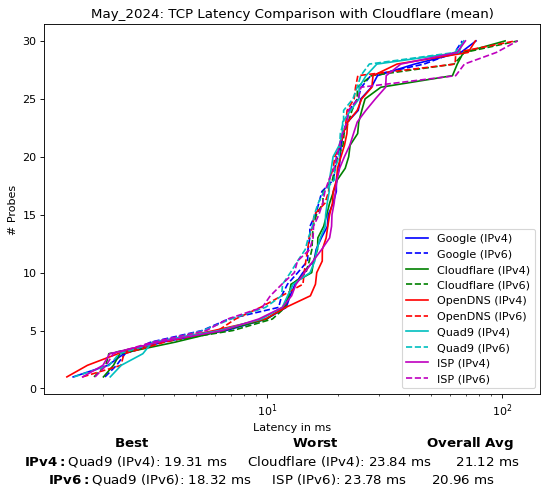 May_2024: TCP Latency Comparison with Cloudflare (mean)
30
25
20
15
10
5
0
# Probes
Google (IPv4)
Google (IPv6)
Cloudflare (IPv4)
Cloudflare (IPv6)
OpenDNS (IPv4)
OpenDNS (IPv6)
Quad9 (IPv4)
Quad9 (IPv6)
ISP (IPv4)
ISP (IPv6)
10¹ 10²
Latency in ms
Best Worst Overall Avg
IPv4: Quad9 (IPv4): 19.31 ms Cloudflare (IPv4): 23.84 ms 21.12 ms
IPv6: Quad9 (IPv6): 18.32 ms ISP (IPv6): 23.78 ms 20.96 ms